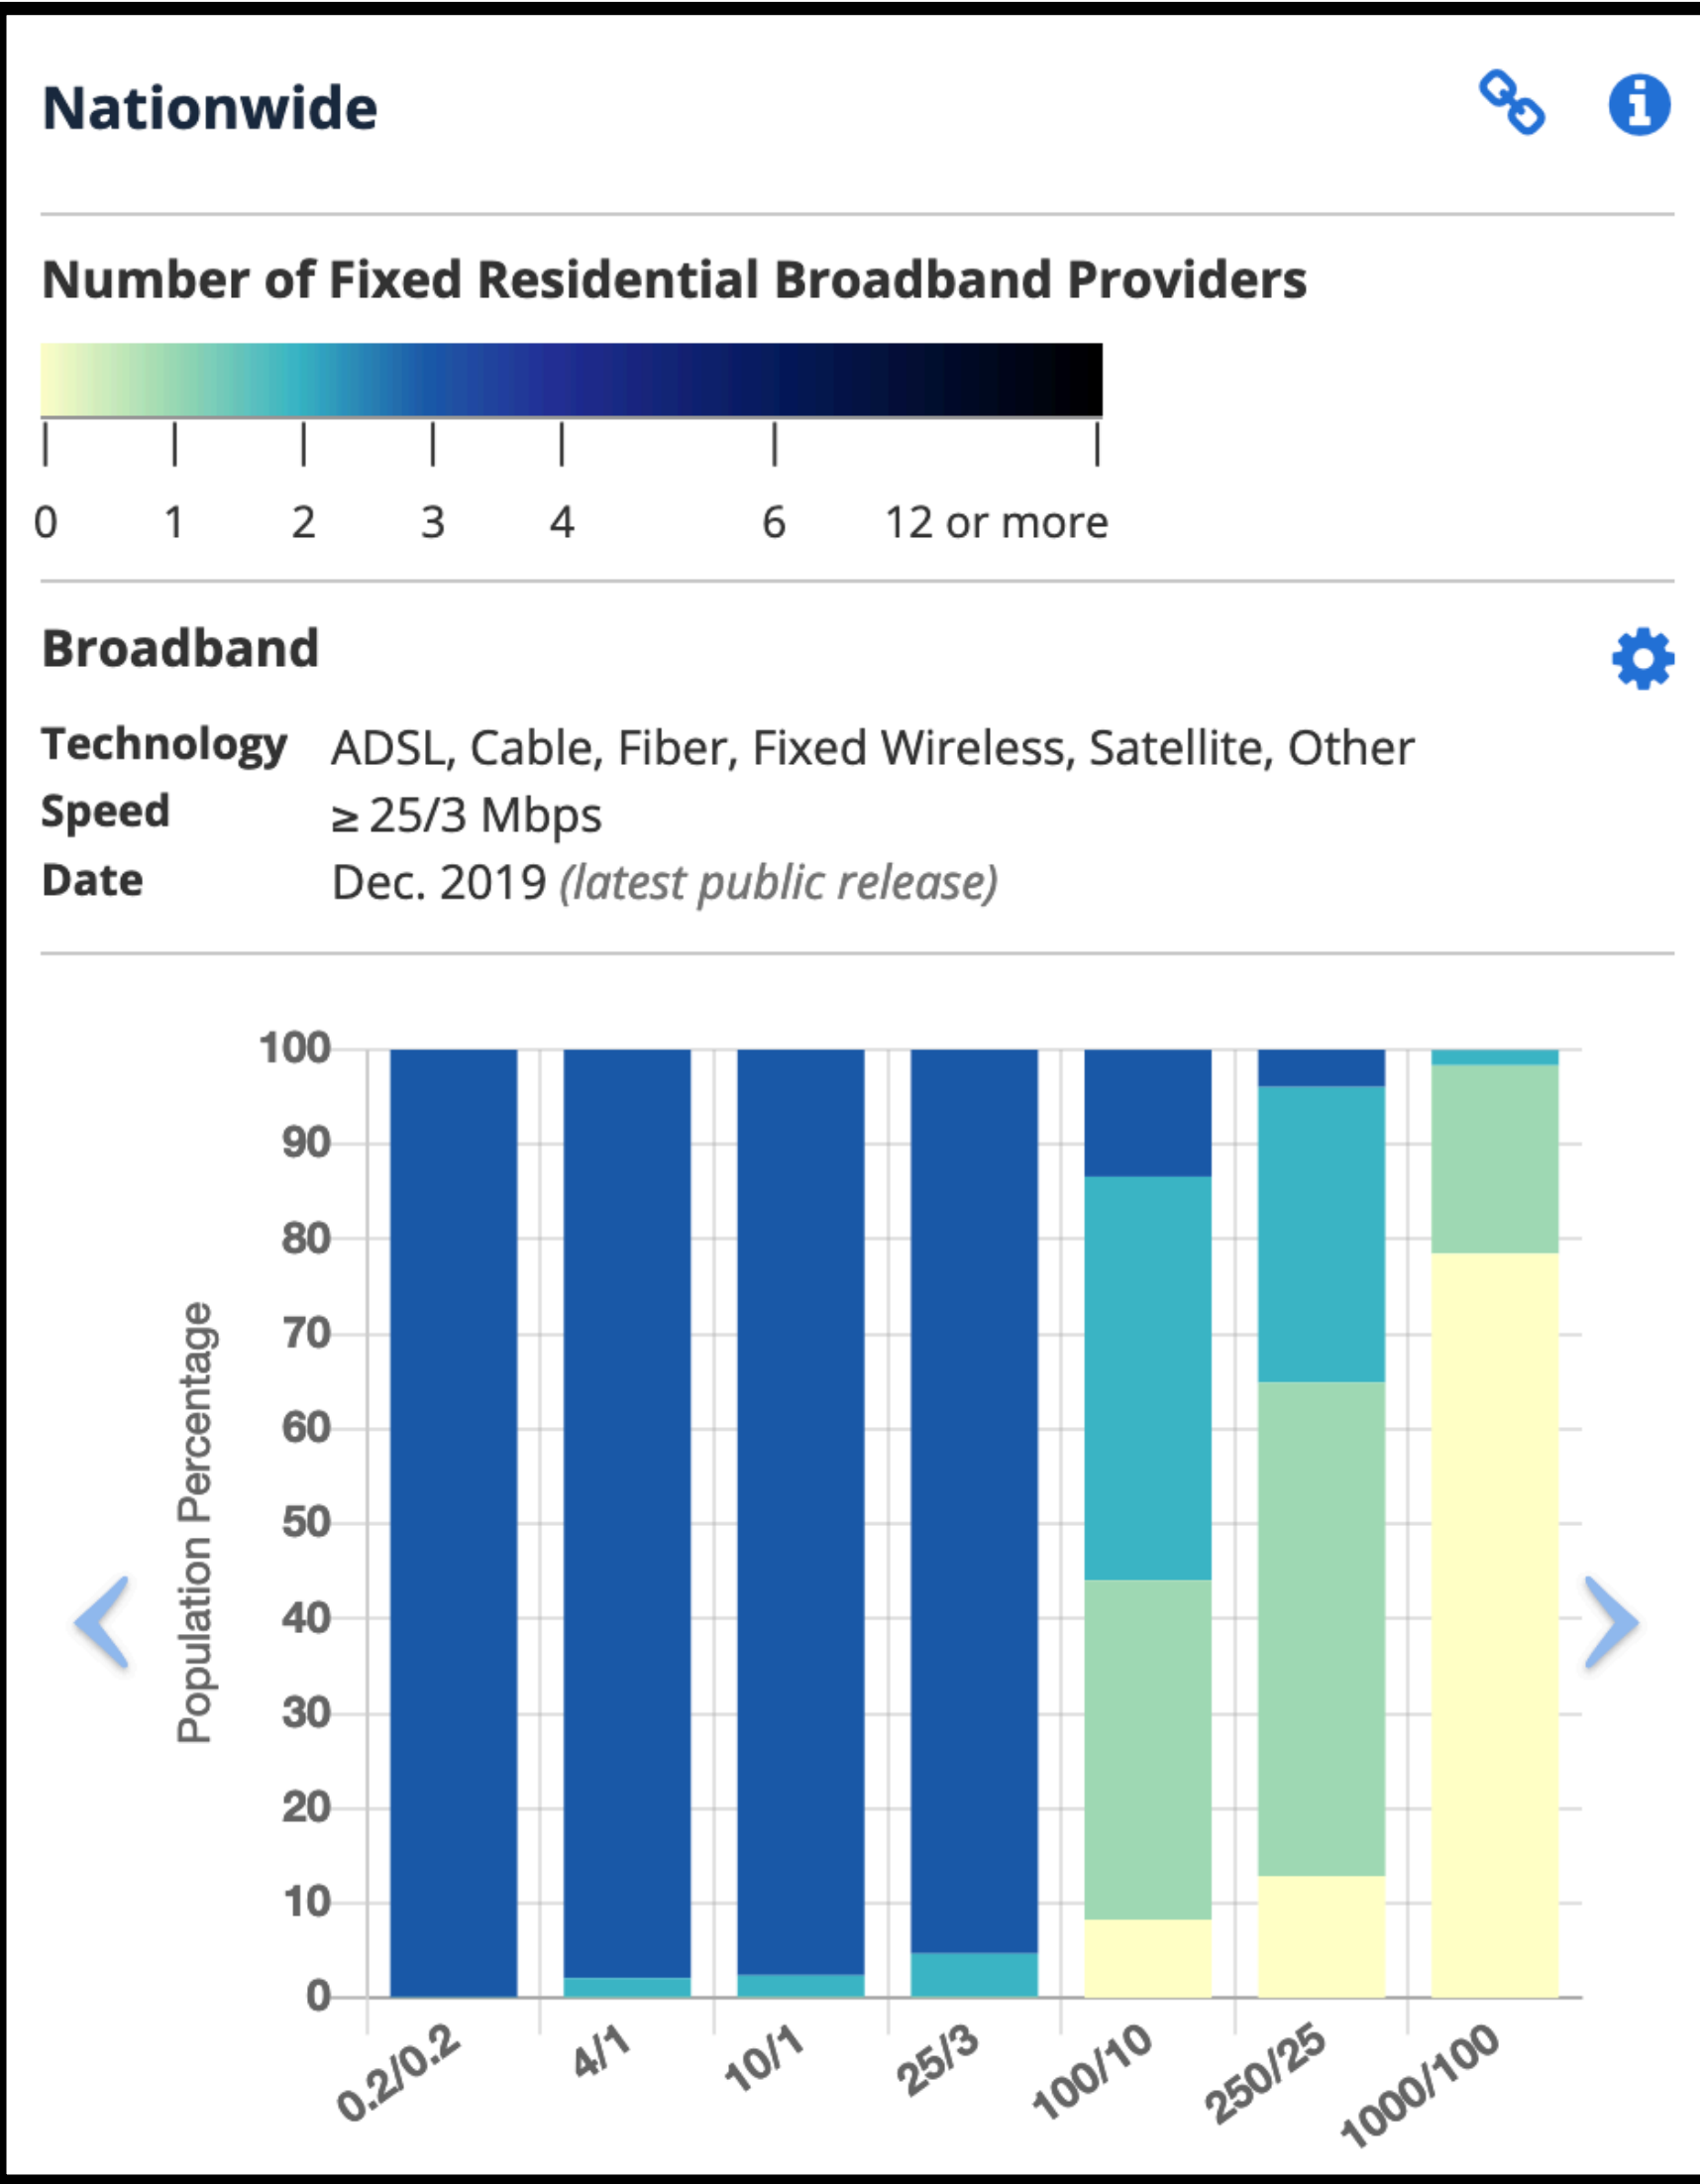 Nationwide
Number of Fixed Residential Broadband Providers
0 1 2 3 4 6 12 or more
Broadband
Technology ADSL, Cable, Fiber, Fixed Wireless, Satellite, Other
Speed ≥ 25/3 Mbps
Date Dec. 2019 (latest public release)
Population Percentage
100
90
80
70
60
50
40
30
20
10
0
0.2/0.2 4/1 10/1 25/3 100/10 250/25 1000/100